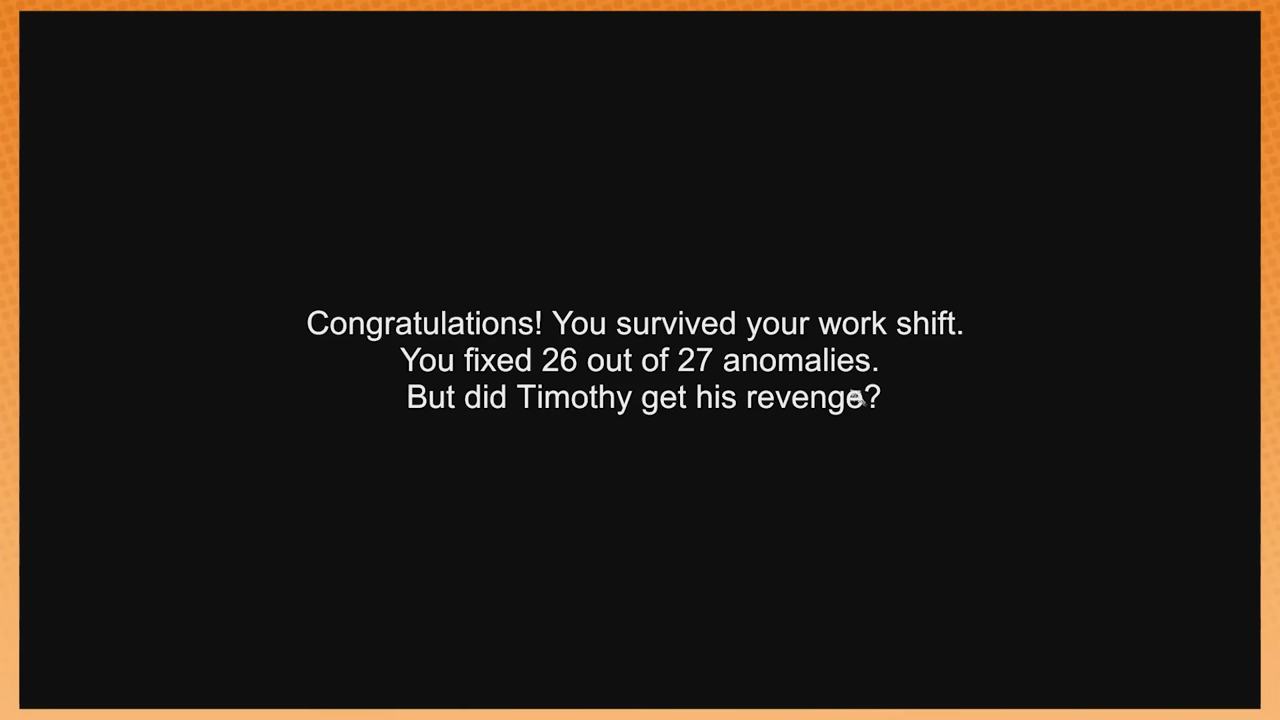 Congratulations! You survived your work shift.
You fixed 26 out of 27 anomalies.
But did Timothy get his revenge?